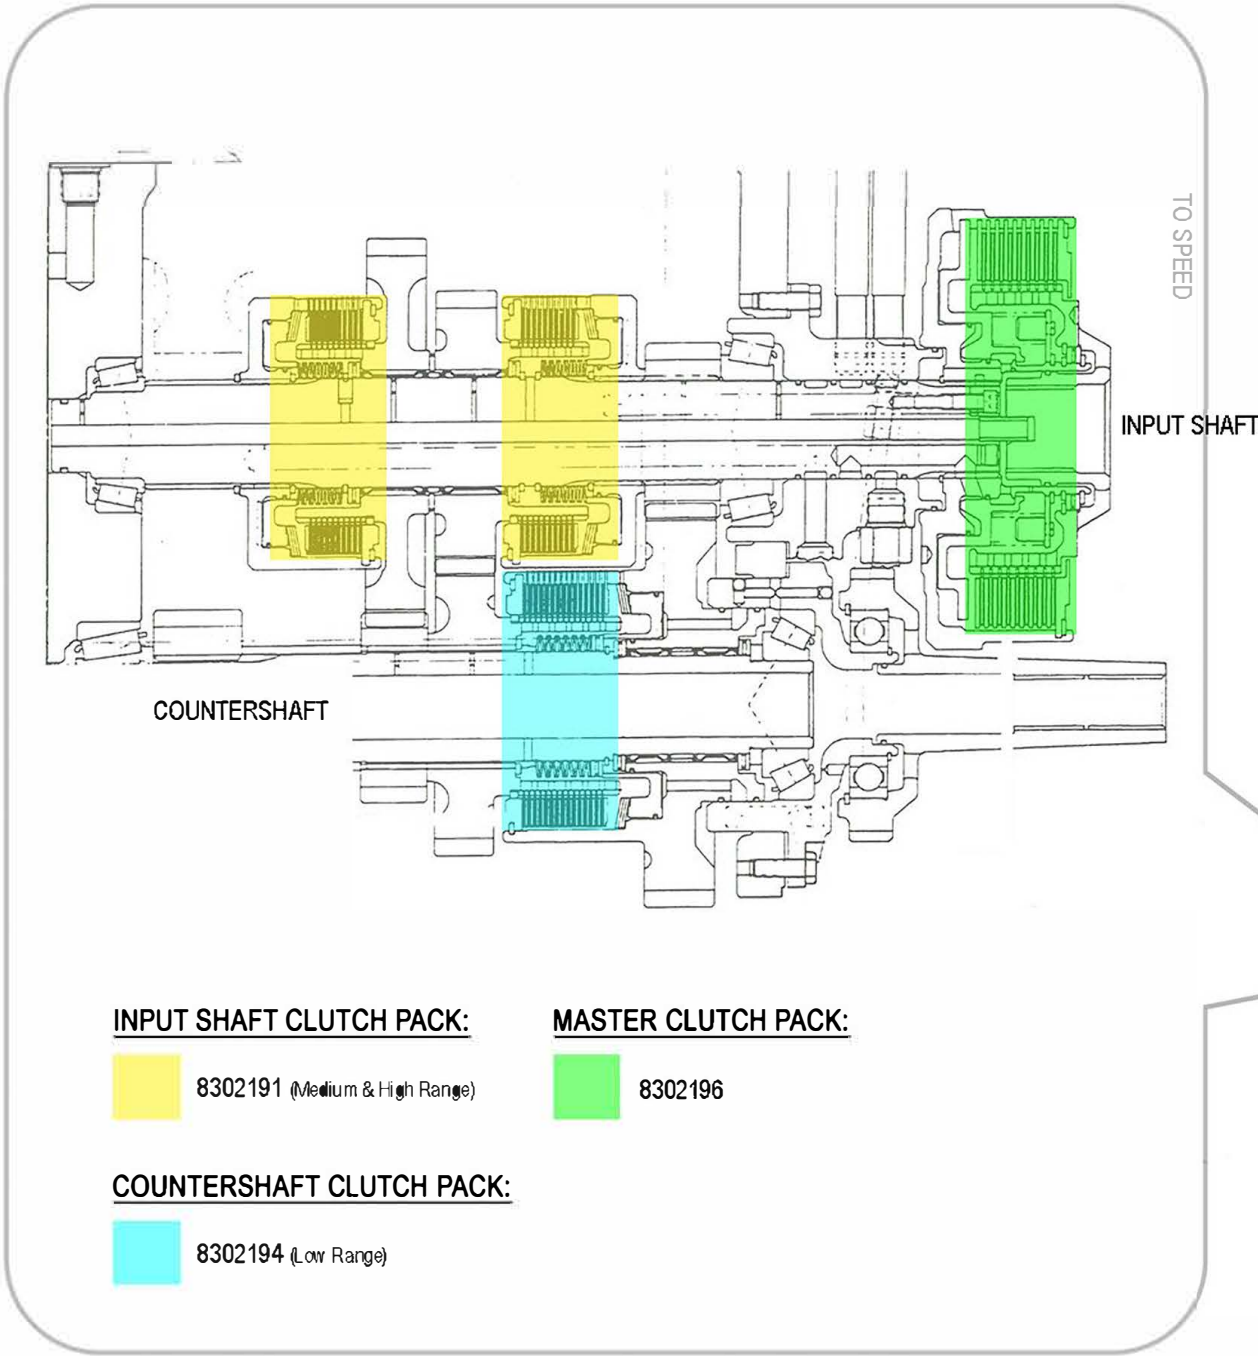 TO SPEED
INPUT SHAFT
COUNTERSHAFT
INPUT SHAFT CLUTCH PACK:
8302191 (Medium & High Range)
MASTER CLUTCH PACK:
8302196
COUNTERSHAFT CLUTCH PACK:
8302194 (Low Range)